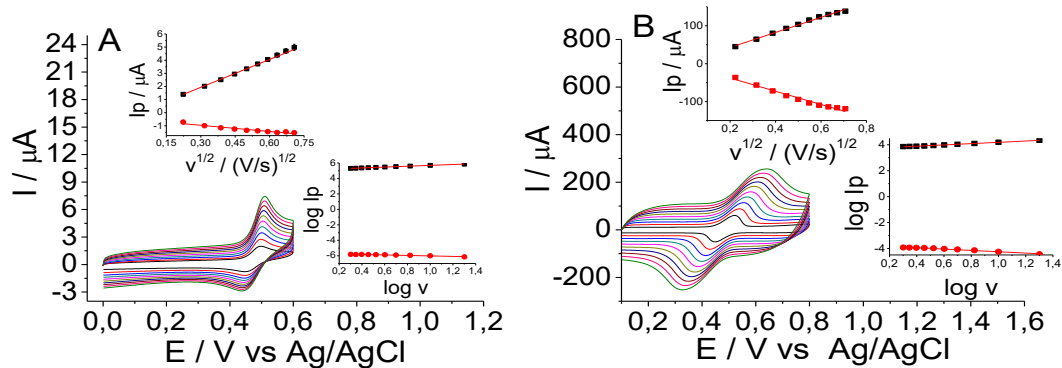 A
I / μA
24
21
18
15
12
9
6
3
0
-3
0,0 0,2 0,4 0,6 0,8 1,0 1,2
E / V vs Ag/AgCl
Ip / μA
6
5
4
3
2
1
0
-1
0,15 0,30 0,45 0,60 0,75
v1/2 / (V/s)1/2
log Ip
6
4
2
0
-2
-4
-6
-8
0,2 0,4 0,6 0,8 1,0 1,2 1,4
log v
B
I / μA
800
600
400
200
0
-200
0,2 0,4 0,6 0,8 1,0 1,2 1,4 1,6
E / V vs Ag/AgCl
Ip / μA
100
0
-100
0,2 0,4 0,6 0,8
v1/2 / (V/s)1/2
log Ip
4
2
0
-2
-4
0,2 0,4 0,6 0,8 1,0 1,2 1,4
log v